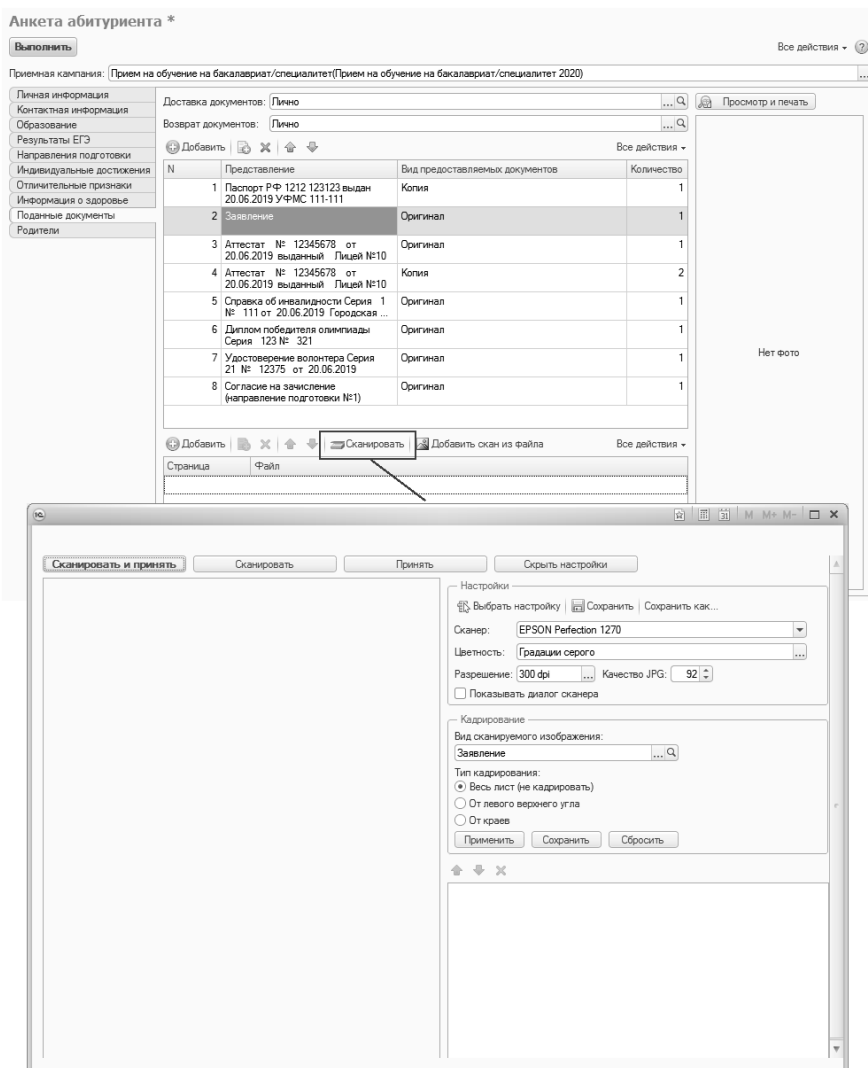 Анкета абитуриента *
Выполнить
Все действия
Приемная кампания: Прием на обучение на бакалавриат/специалитет(Прием на обучение на бакалавриат/специалитет 2020)
Личная информация
Контактная информация
Образование
Результаты ЕГЭ
Направления подготовки
Индивидуальные достижения
Отличительные признаки
Информация о здоровье
Поданные документы
Родители
Доставка документов: Лично
Возврат документов: Лично
Добавить
Все действия
N Представление Вид предоставляемых документов Количество
1 Паспорт РФ 1212 123123 выдан Копия 1
20.06.2019 УФМС 111-111
2 Заявление Оригинал 1
3 Аттестат № 12345678 от Оригинал 1
20.06.2019 выданный Лицей №10
4 Аттестат № 12345678 от Копия 2
20.06.2019 выданный Лицей №10
5 Справка об инвалидности Серия 1 Оригинал 1
№ 111 от 20.06.2019 Городская ...
6 Диплом победителя олимпиады Оригинал 1
Серия 123 № 321
7 Удостоверение волонтера Серия Оригинал 1
21 № 12375 от 20.06.2019
8 Согласие на зачисление Оригинал 1
(направление подготовки №1)
Просмотр и печать
Нет фото
Добавить Сканировать Добавить скан из файла Все действия
Страница Файл
1С M M+ M-
Сканировать и принять Сканировать Принять Скрыть настройки
Настройки
Выбрать настройку Сохранить Сохранить как...
Сканер: EPSON Perfection 1270
Цветность: Градации серого
Разрешение: 300 dpi ... Качество JPG: 92
Показывать диалог сканера
Кадрирование
Вид сканируемого изображения:
Заявление
Тип кадрирования:
Весь лист (не кадрировать)
От левого верхнего угла
От краев
Применить Сохранить Сбросить